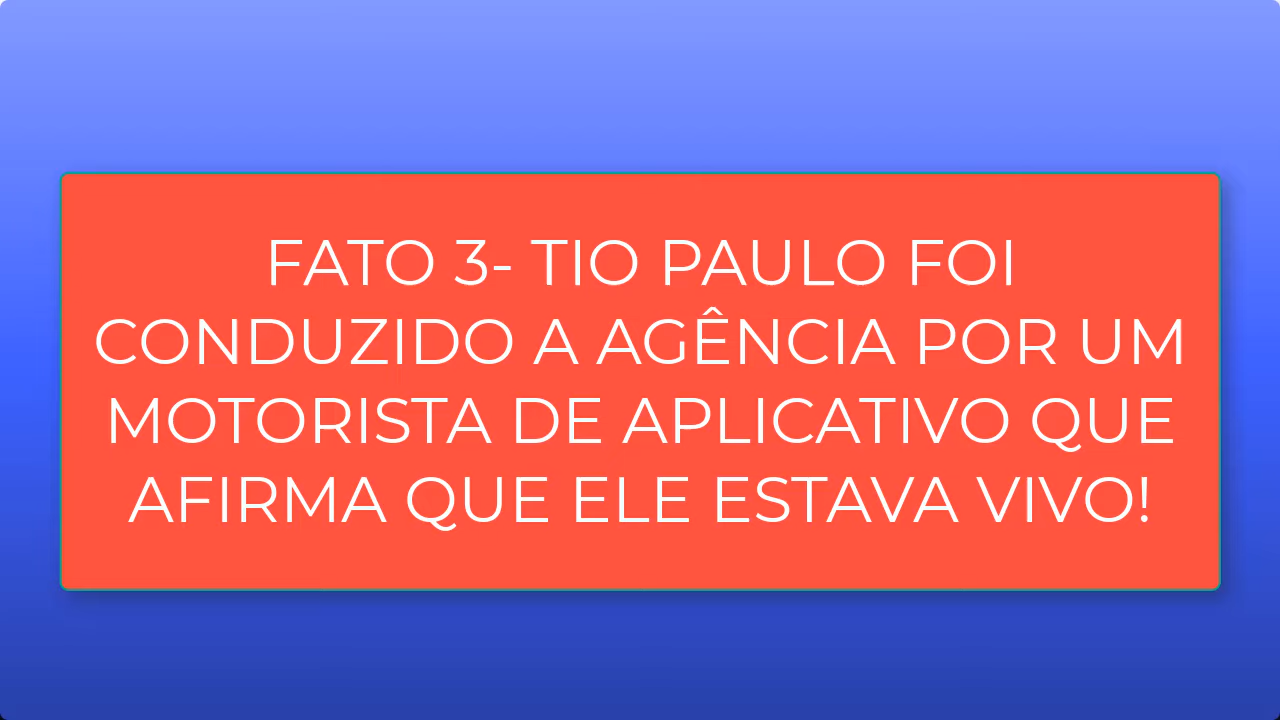 FATO 3- TIO PAULO FOI
CONDUZIDO A AGÊNCIA POR UM
MOTORISTA DE APLICATIVO QUE
AFIRMA QUE ELE ESTAVA VIVO!